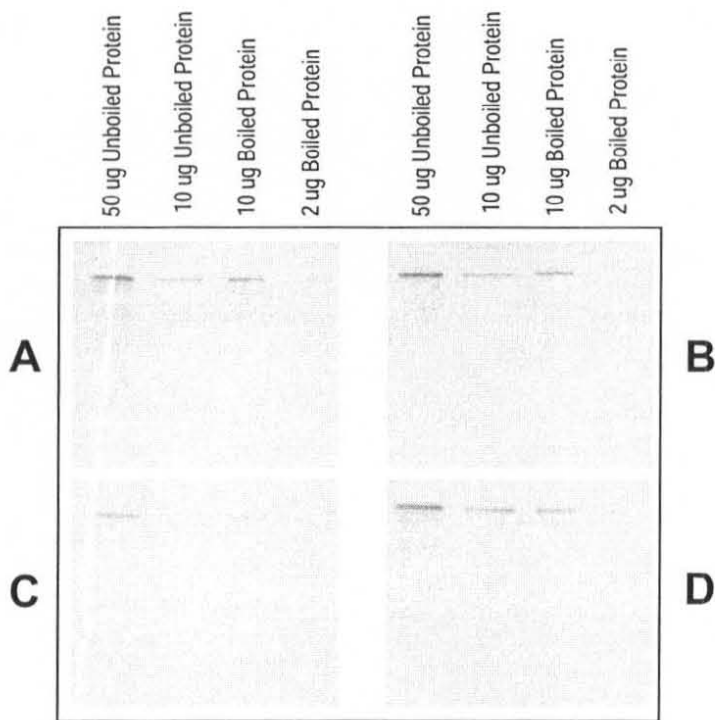 50 ug Unboiled Protein
10 ug Unboiled Protein
10 ug Boiled Protein
2 ug Boiled Protein
50 ug Unboiled Protein
10 ug Unboiled Protein
10 ug Boiled Protein
2 ug Boiled Protein
A
B
C
D